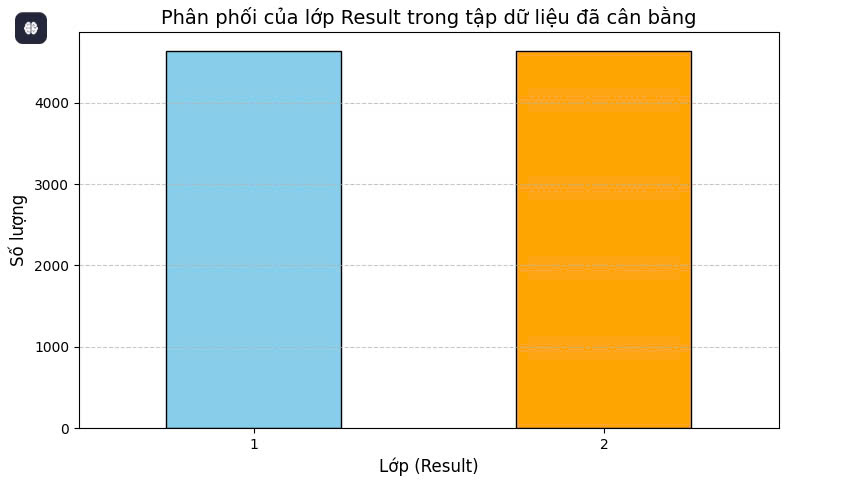 Phân phối của lớp Result trong tập dữ liệu đã cân bằng
Số lượng
4000
3000
2000
1000
0
1 2
Lớp (Result)